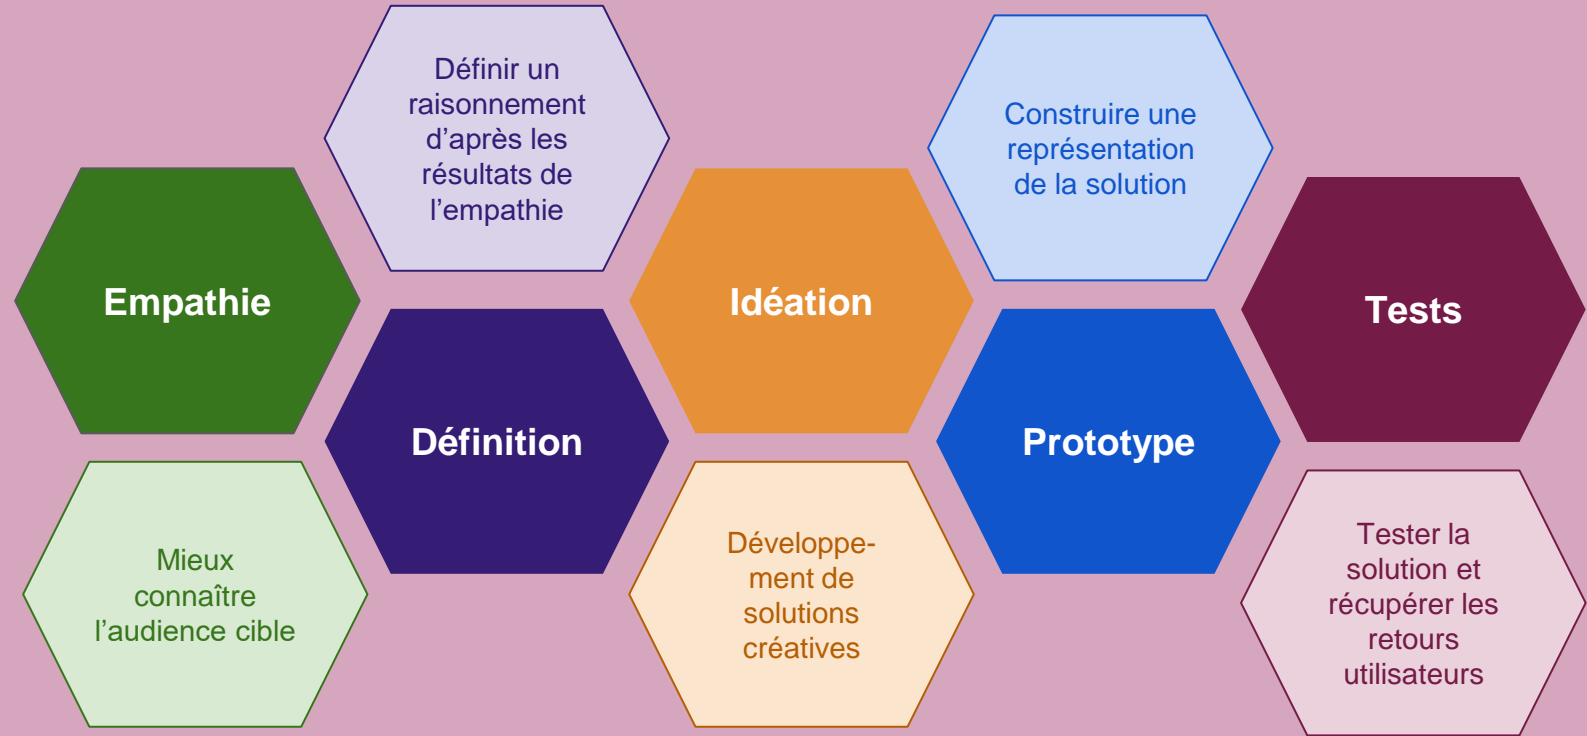 Empathie
Mieux
connaître
l’audience cible
Définir un
raisonnement
d’après les
résultats de
l’empathie
Définition
Idéation
Développe-
ment de
solutions
créatives
Construire une
représentation
de la solution
Prototype
Tests
Tester la
solution et
récupérer les
retours
utilisateurs